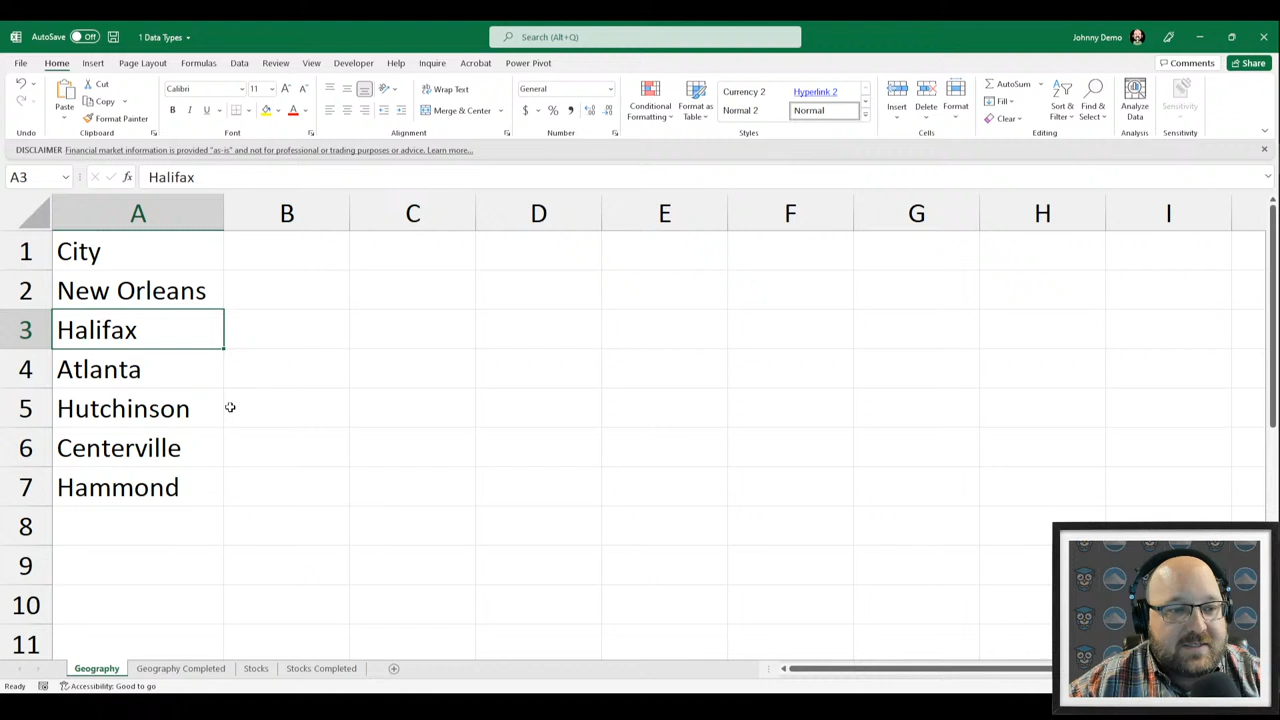 AutoSave Off 1 Data Types Search (Alt+Q) Johnny Demo
File Home Insert Page Layout Formulas Data Review View Developer Help Inquire Acrobat Power Pivot Comments Share
Undo
Paste
Cut
Copy
Format Painter
Clipboard
Calibri 11
B I U A
Font
Wrap Text
Merge & Center
Alignment
General
$ % ,
Number
Conditional Formatting
Format as Table
Currency 2 Hyperlink 2
Normal 2 Normal
Styles
Insert Delete Format
Cells
AutoSum
Fill
Clear
Sort & Filter
Find & Select
Editing
Analyze Data
Analysis
Sensitivity
Sensitivity
DISCLAIMER Financial market information is provided "as-is" and not for professional or trading purposes or advice. Learn more...
A3 fx Halifax
A B C D E F G H I
1 City
2 New Orleans
3 Halifax
4 Atlanta
5 Hutchinson
6 Centerville
7 Hammond
8
9
10
11
Geography Geography Completed Stocks Stocks Completed
Ready Accessibility: Good to go